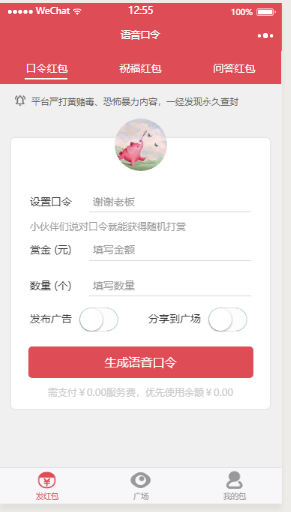 WeChat 12:55 100%
语音口令
口令红包 祝福红包 问答红包
平台严打黄赌毒、恐怖暴力内容，一经发现永久查封
设置口令 谢谢老板
小伙伴们说对口令就能获得随机打赏
赏金 (元) 填写金额
数量 (个) 填写数量
发布广告 分享到广场
生成语音口令
需支付￥0.00服务费，优先使用余额￥0.00
发红包 广场 我的包